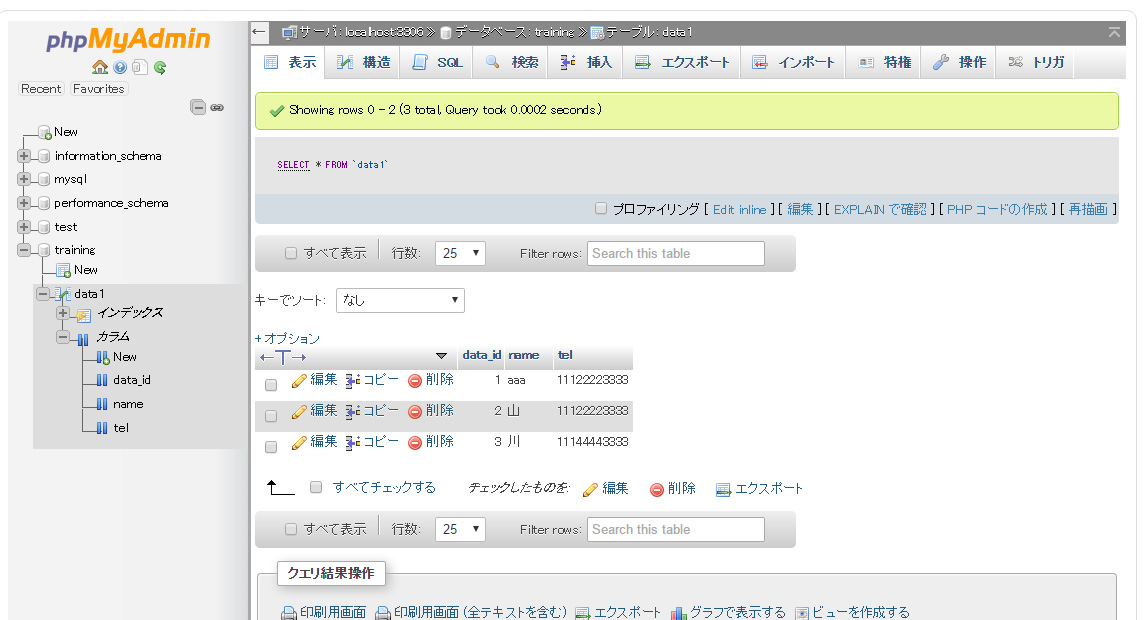 phpMyAdmin
Recent Favorites
New
information_schema
mysql
performance_schema
test
training
New
data1
インデックス
カラム
New
data_id
name
tel
サーバ: localhost:3306 » データベース: training » テーブル: data1
表示 構造 SQL 検索 挿入 エクスポート インポート 特権 操作 トリガ
Showing rows 0 - 2 (3 total, Query took 0.0002 seconds.)
SELECT * FROM `data1`
プロファイリング [ Edit inline ] [ 編集 ] [ EXPLAIN で確認 ] [ PHP コードの作成 ] [ 再描画 ]
すべて表示 行数: 25 Filter rows: Search this table
キーでソート: なし
+ オプション
←T→ data_id name tel
編集 コピー 削除 1 aaa 11122223333
編集 コピー 削除 2 山 11122223333
編集 コピー 削除 3 川 11144443333
すべてチェックする チェックしたものを: 編集 削除 エクスポート
すべて表示 行数: 25 Filter rows: Search this table
クエリ結果操作
印刷用画面 印刷用画面 (全テキストを含む) エクスポート グラフで表示する ビューを作成する